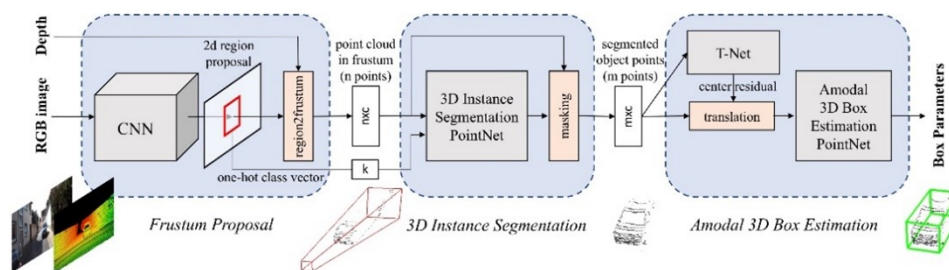 Depth
RGB image
CNN
2d region
proposal
region2frustum
one-hot class vector
point cloud
in frustum
(n points)
nxc
k
3D Instance
Segmentation
PointNet
masking
segmented
object points
(m points)
mxc
T-Net
center residual
translation
Amodal
3D Box
Estimation
PointNet
Box Parameters
Frustum Proposal
3D Instance Segmentation
Amodal 3D Box Estimation